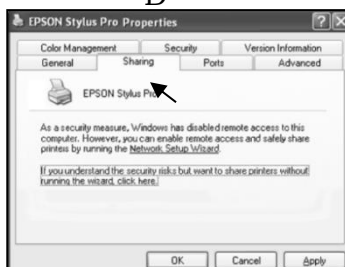 D
EPSON Stylus Pro Properties
Color Management Security Version Information
General Sharing Ports Advanced
EPSON Stylus Pro
As a security measure, Windows has disabled remote access to this
computer. However, you can enable remote access and safely share
printers by running the Network Setup Wizard.
If you understand the security risks but want to share printers without
running the wizard, click here.
OK Cancel Apply